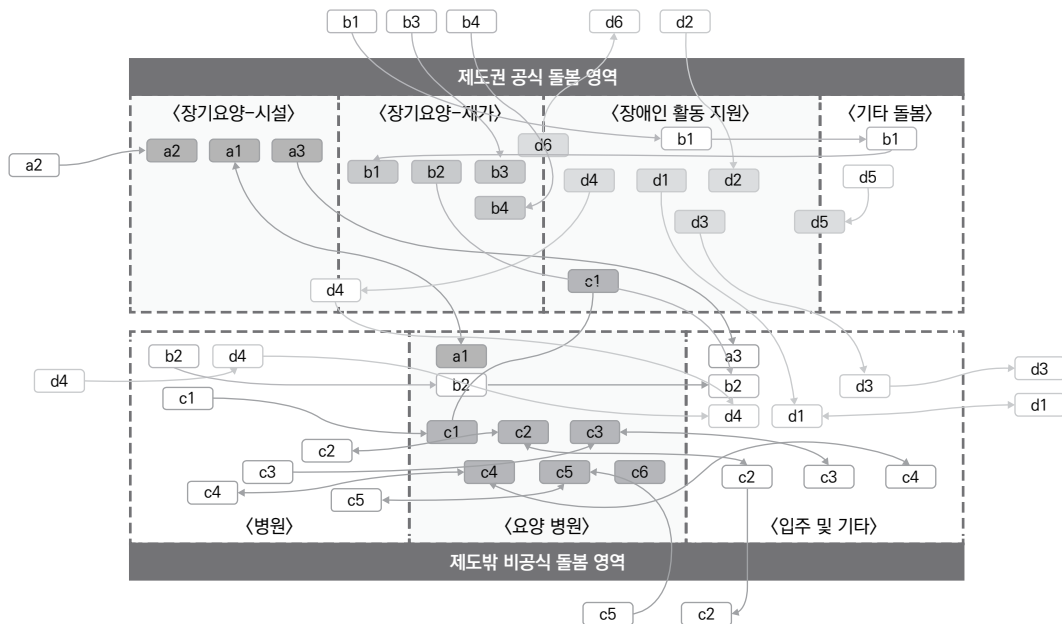 b1 b3 b4 d6 d2
제도권 공식 돌봄 영역
〈장기요양-시설〉 〈장기요양-재가〉 〈장애인 활동 지원〉 〈기타 돌봄〉
d6 b1 b1
a2 a2 a1 a3
b1 b2 b3 d4 d1 d2 d5
b4 d3 d5
d4 c1
b2 d4 a1 a3
d4 b2 b2 d3 d3
c1 d4 d1 d1
c2 c1 c2 c3
c3 c4 c5 c6 c2 c3 c4
c4 c5
〈병원〉 〈요양 병원〉 〈입주 및 기타〉
제도밖 비공식 돌봄 영역
c5 c2